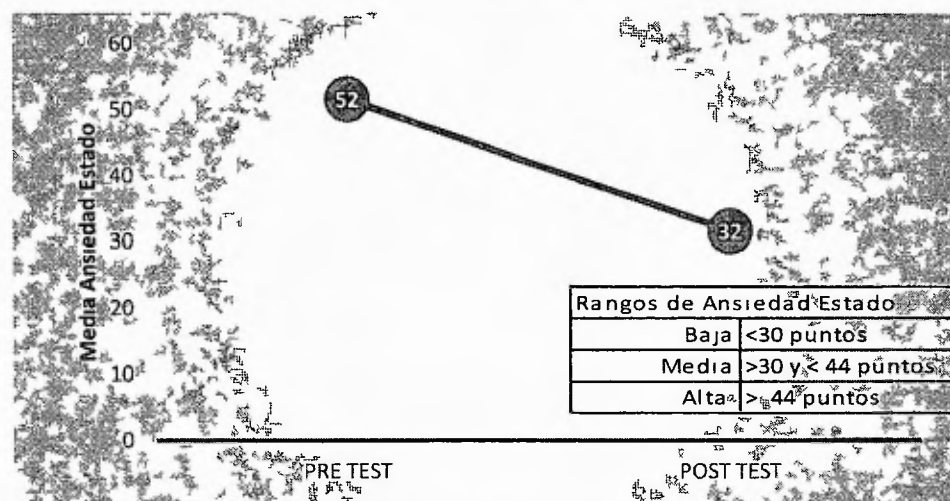 60
50
40
30
20
10
0
Media Ansiedad Estado
52
32
Rangos de Ansiedad Estado
Baja <30 puntos
Media >30 y < 44 puntos
Alta > 44 puntos
PRE TEST POST TEST